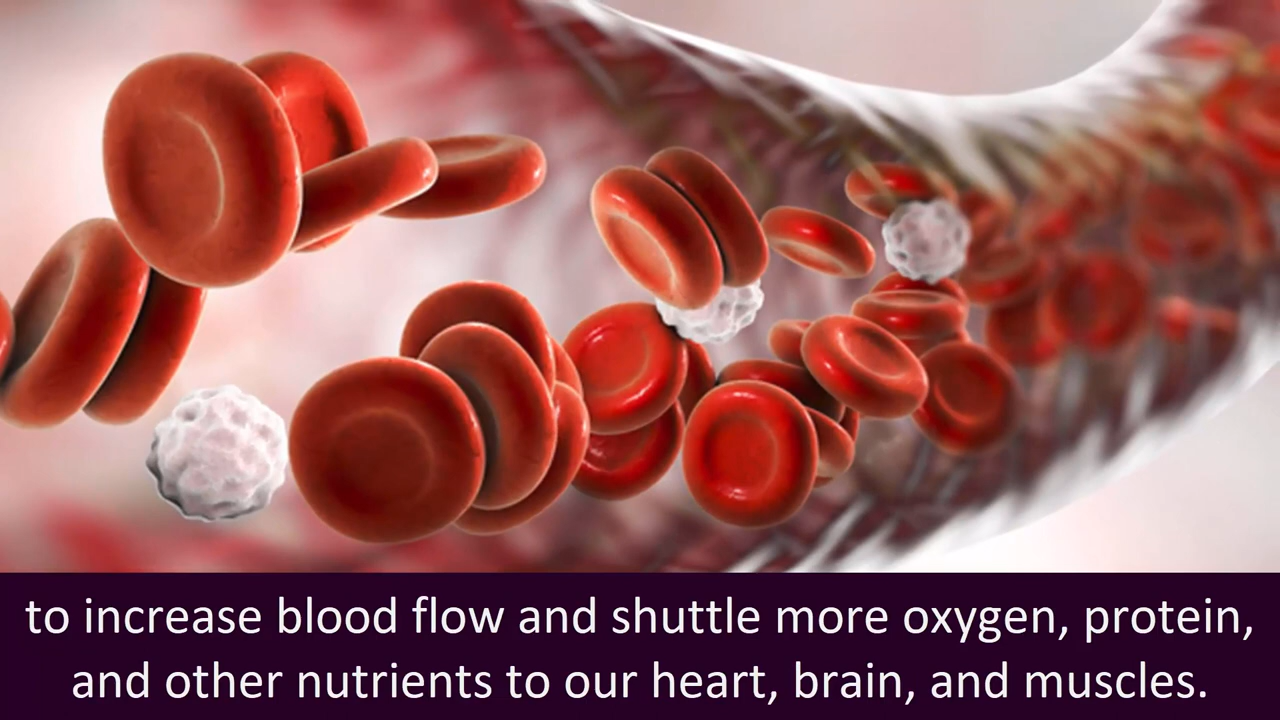 to increase blood flow and shuttle more oxygen, protein,
and other nutrients to our heart, brain, and muscles.